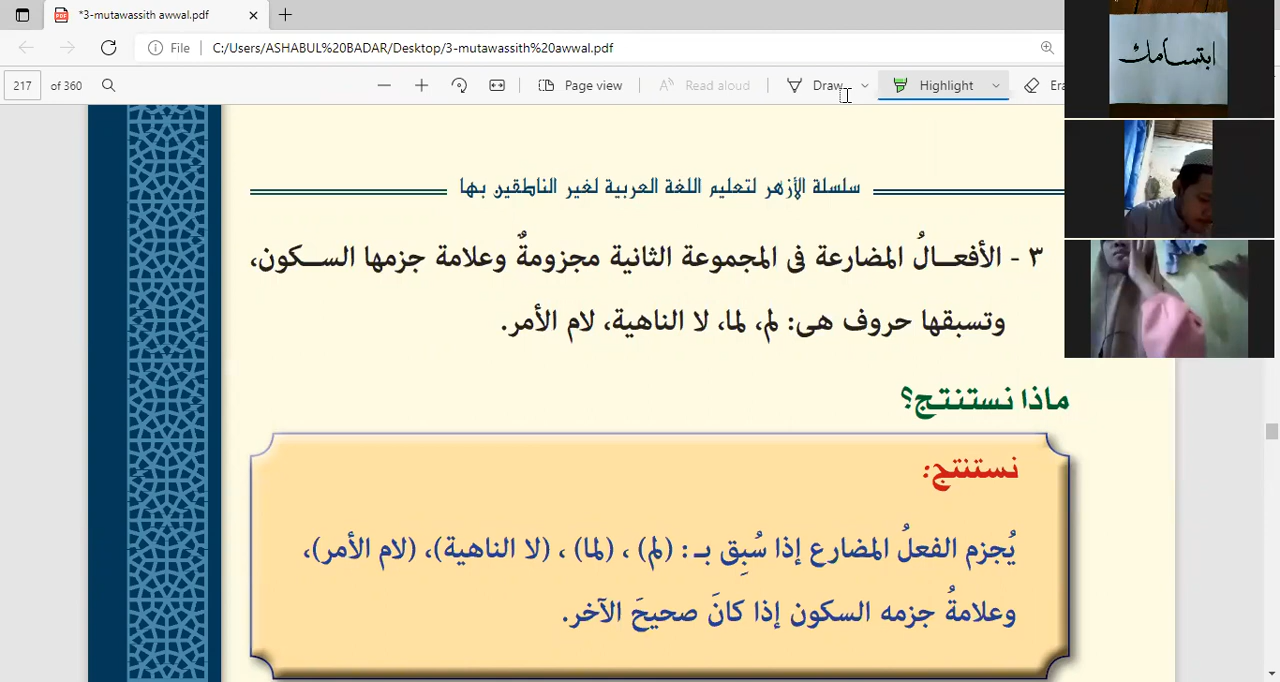 *3-mutawassith awwal.pdf
File C:/Users/ASHABUL%20BADAR/Desktop/3-mutawassith%20awwal.pdf
217 of 360 Page view Read aloud Draw Highlight Era
ابتسامك
سلسلة الأزهر لتعليم اللغة العربية لغير الناطقين بها
٣ - الأفعـالُ المضارعة فى المجموعة الثانية مجزومةٌ وعلامة جزمها السـكون،
وتسبقها حروف هى: لم، لما، لا الناهية، لام الأمر.
ماذا نستنتج؟
نستنتج:
يُجزم الفعلُ المضارع إذا سُبِق بـ : (لم) ، (لما) ، (لا الناهية)، (لام الأمر)،
وعلامةُ جزمه السكون إذا كانَ صحيحَ الآخر.